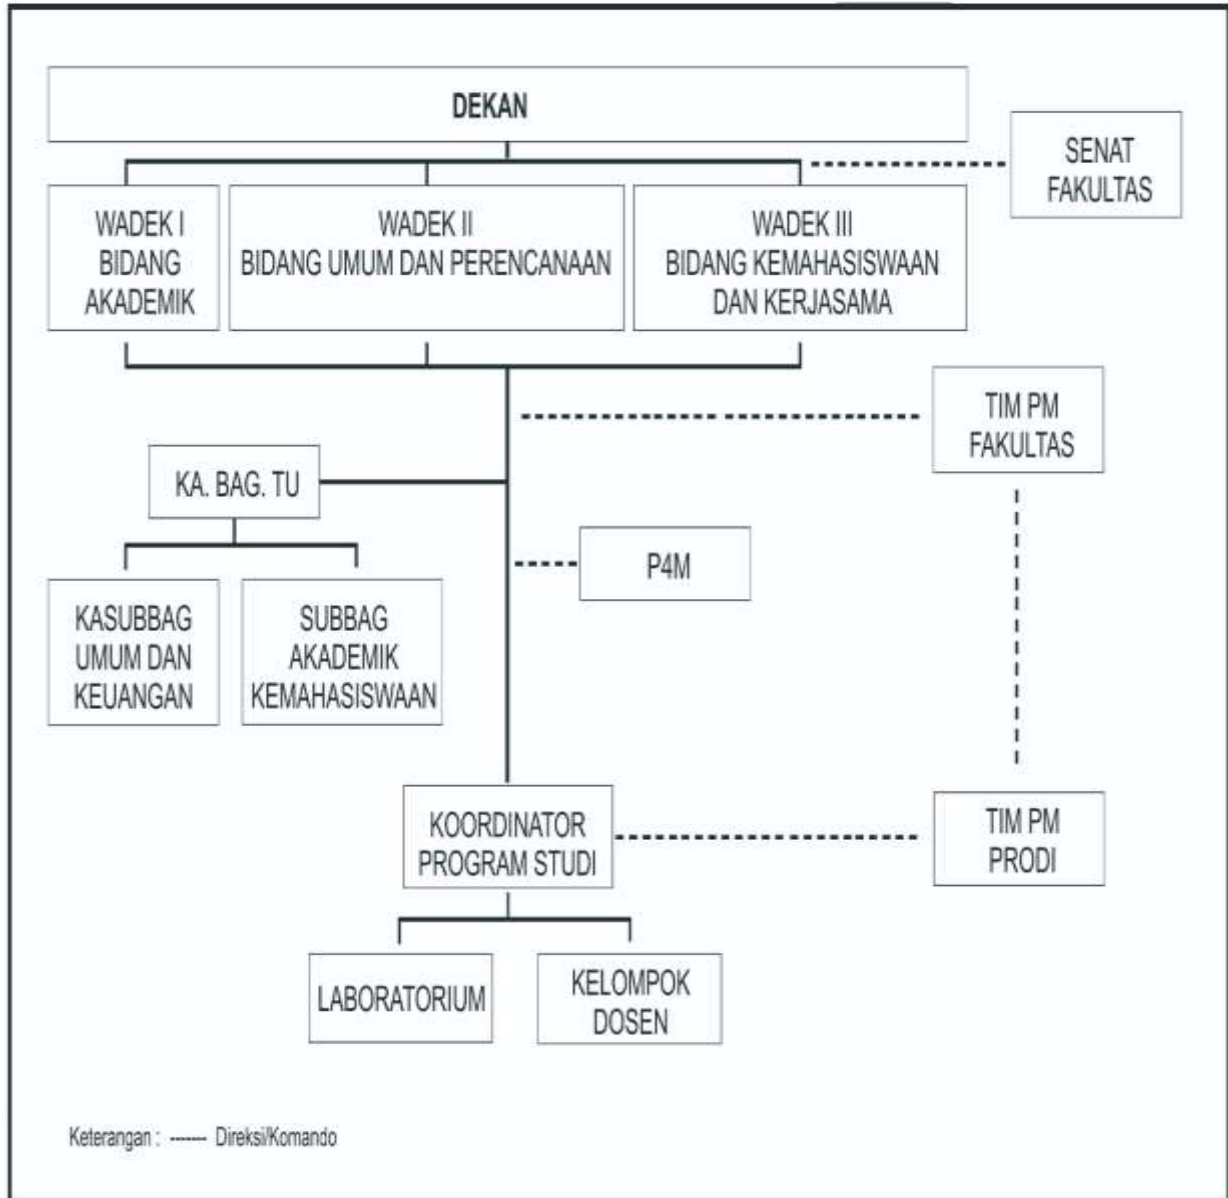 DEKAN
SENAT
FAKULTAS
WADEK I
BIDANG
AKADEMIK
WADEK II
BIDANG UMUM DAN PERENCANAAN
WADEK III
BIDANG KEMAHASISWAAN
DAN KERJASAMA
TIM PM
FAKULTAS
KA. BAG. TU
P4M
KASUBBAG
UMUM DAN
KEUANGAN
SUBBAG
AKADEMIK
KEMAHASISWAAN
KOORDINATOR
PROGRAM STUDI
TIM PM
PRODI
LABORATORIUM
KELOMPOK
DOSEN
Keterangan : ------- Direksi/Komando